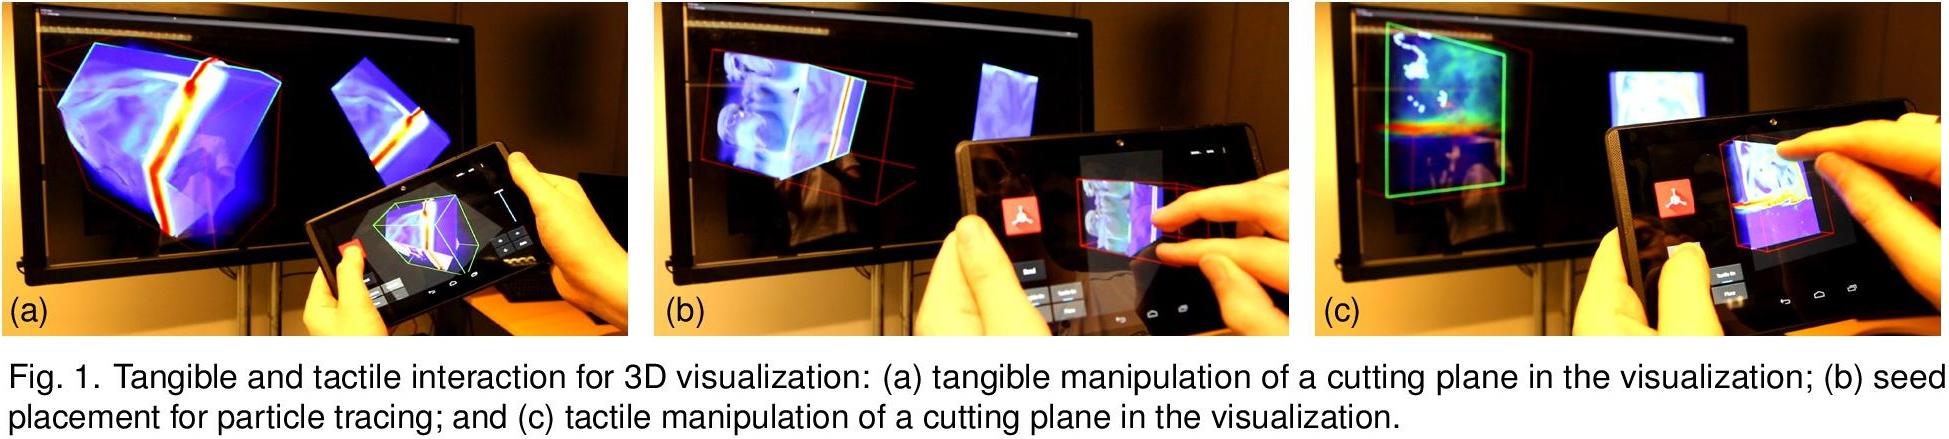 (a)
(b)
(c)
Fig. 1. Tangible and tactile interaction for 3D visualization: (a) tangible manipulation of a cutting plane in the visualization; (b) seed
placement for particle tracing; and (c) tactile manipulation of a cutting plane in the visualization.